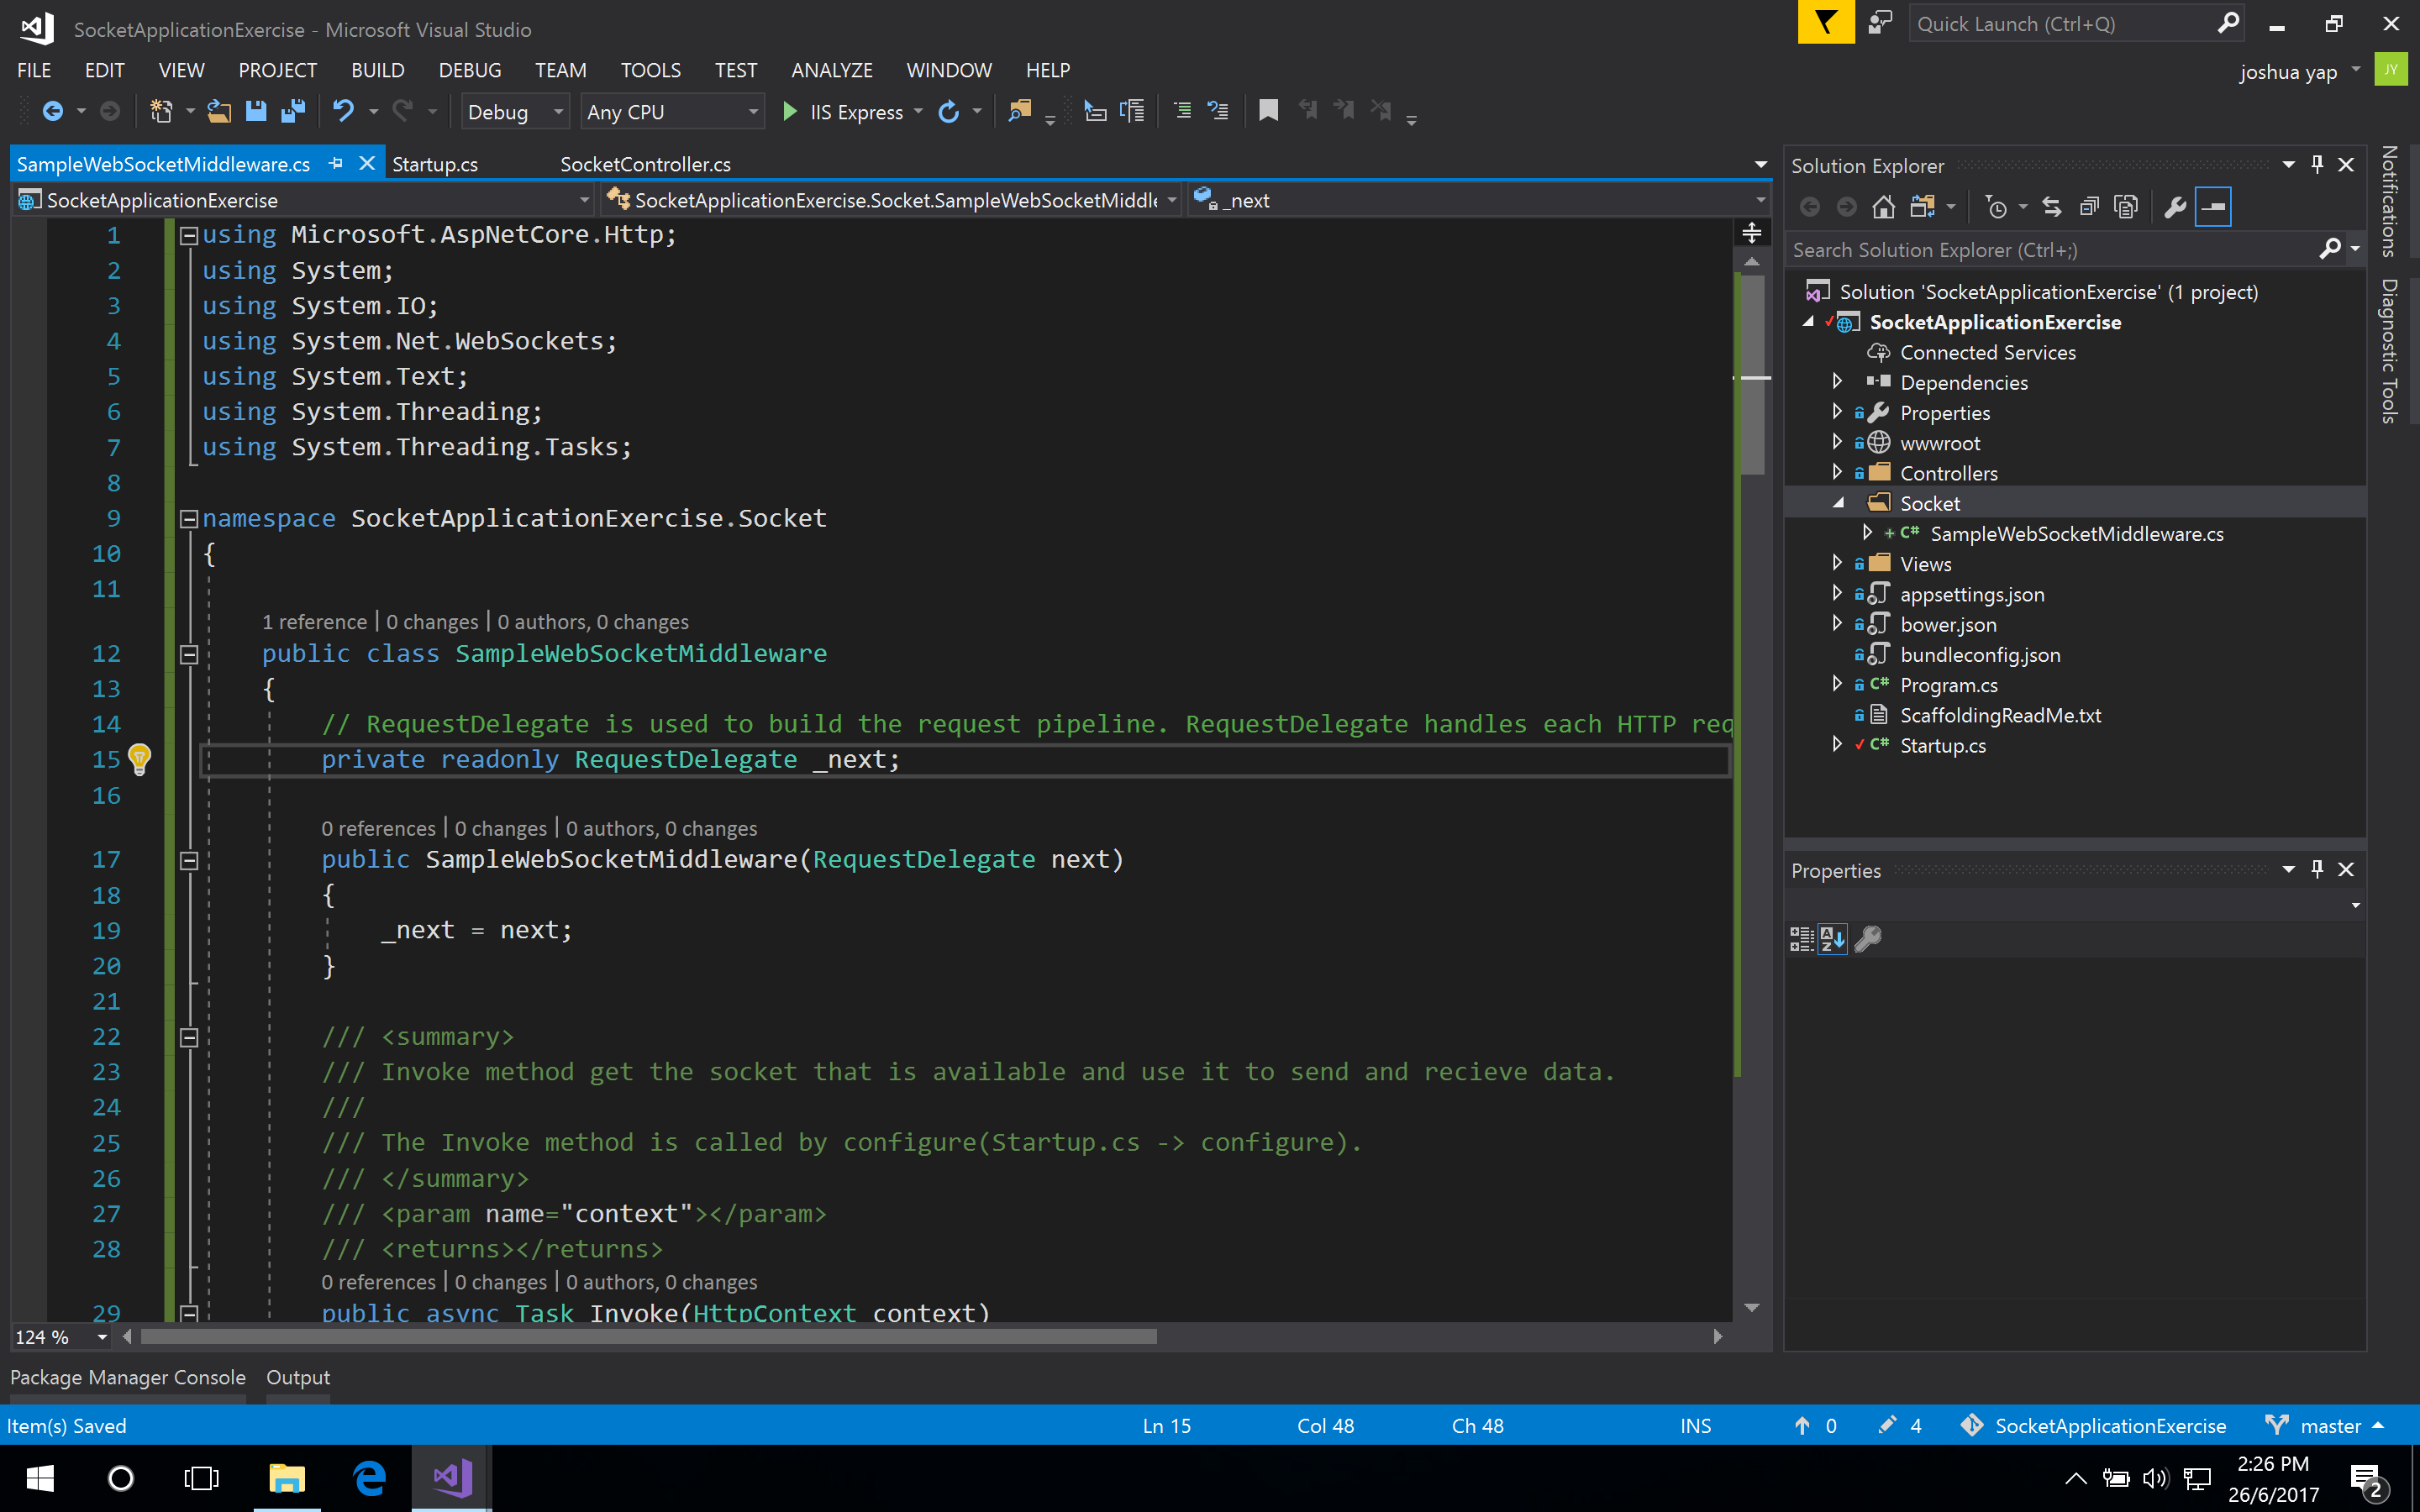 SocketApplicationExercise - Microsoft Visual Studio
Quick Launch (Ctrl+Q)
FILE EDIT VIEW PROJECT BUILD DEBUG TEAM TOOLS TEST ANALYZE WINDOW HELP
joshua yap JY
Debug Any CPU IIS Express
SampleWebSocketMiddleware.cs Startup.cs SocketController.cs
SocketApplicationExercise SocketApplicationExercise.Socket.SampleWebSocketMiddle _next
1 using Microsoft.AspNetCore.Http;
2 using System;
3 using System.IO;
4 using System.Net.WebSockets;
5 using System.Text;
6 using System.Threading;
7 using System.Threading.Tasks;
8
9 namespace SocketApplicationExercise.Socket
10 {
11
1 reference | 0 changes | 0 authors, 0 changes
12 public class SampleWebSocketMiddleware
13 {
14 // RequestDelegate is used to build the request pipeline. RequestDelegate handles each HTTP req
15 private readonly RequestDelegate _next;
16
0 references | 0 changes | 0 authors, 0 changes
17 public SampleWebSocketMiddleware(RequestDelegate next)
18 {
19 _next = next;
20 }
21
22 /// <summary>
23 /// Invoke method get the socket that is available and use it to send and recieve data.
24 ///
25 /// The Invoke method is called by configure(Startup.cs -> configure).
26 /// </summary>
27 /// <param name="context"></param>
28 /// <returns></returns>
0 references | 0 changes | 0 authors, 0 changes
29 public async Task Invoke(HttpContext context)
124 %
Solution Explorer
Search Solution Explorer (Ctrl+;)
Solution 'SocketApplicationExercise' (1 project)
SocketApplicationExercise
Connected Services
Dependencies
Properties
wwwroot
Controllers
Socket
C# SampleWebSocketMiddleware.cs
Views
appsettings.json
bower.json
bundleconfig.json
C# Program.cs
ScaffoldingReadMe.txt
C# Startup.cs
Properties
Notifications
Diagnostic Tools
Package Manager Console Output
Item(s) Saved Ln 15 Col 48 Ch 48 INS 0 4 SocketApplicationExercise master
2:26 PM
26/6/2017
2